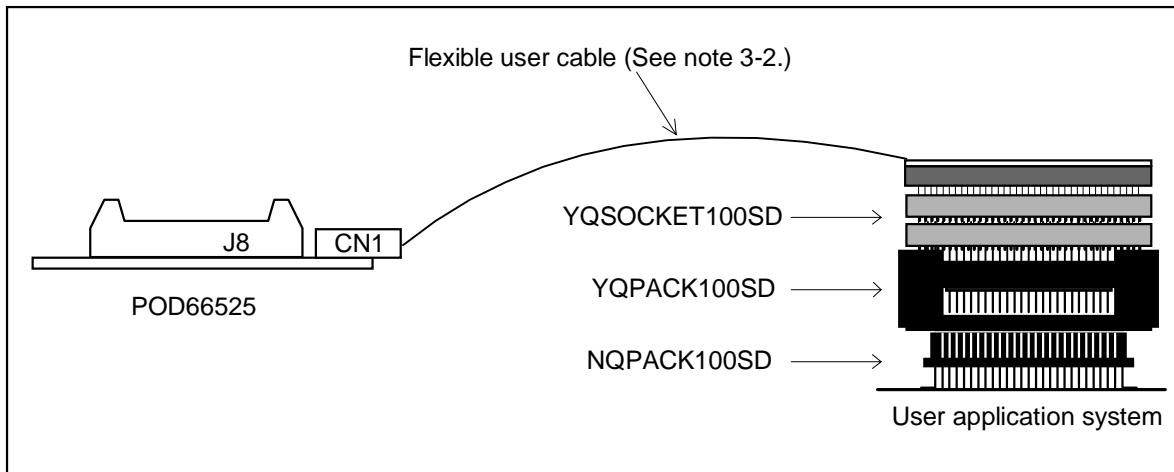 Flexible user cable (See note 3-2.)
YQSOCKET100SD
J8
CN1
YQPACK100SD
POD66525
NQPACK100SD
User application system